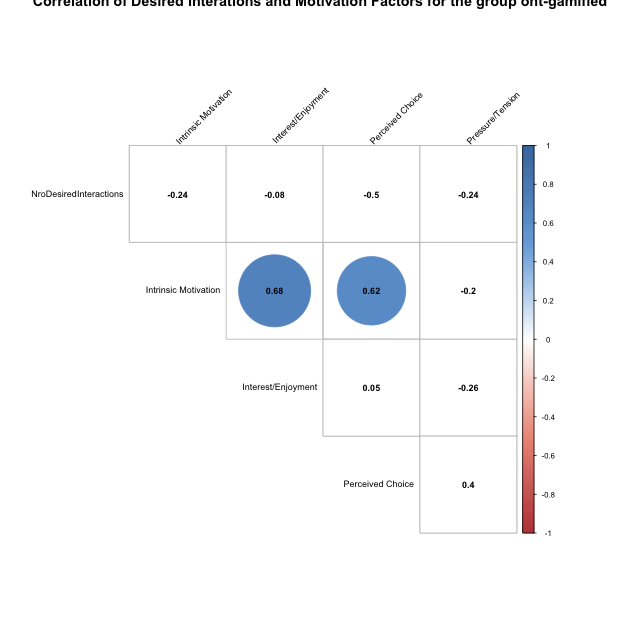 Correlation of Desired Interations and Motivation Factors for the group ont-gamified
Intrinsic Motivation
Interest/Enjoyment
Perceived Choice
Pressure/Tension
NroDesiredInteractions -0.24 -0.08 -0.5 -0.24
Intrinsic Motivation 0.68 0.62 -0.2
Interest/Enjoyment 0.05 -0.26
Perceived Choice 0.4
1
0.8
0.6
0.4
0.2
0
-0.2
-0.4
-0.6
-0.8
-1